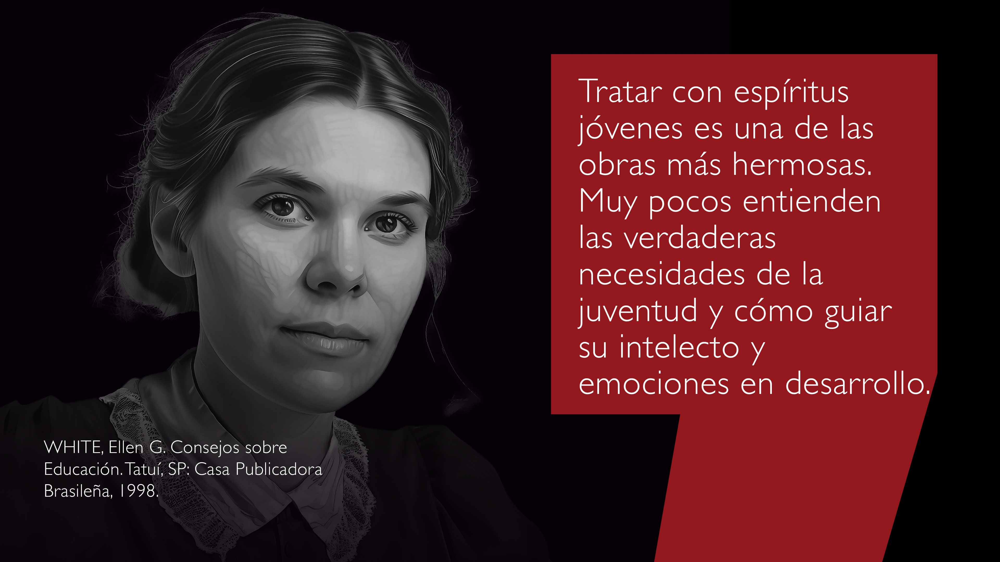 Tratar con espíritus
jóvenes es una de las
obras más hermosas.
Muy pocos entienden
las verdaderas
necesidades de la
juventud y cómo guiar
su intelecto y
emociones en desarrollo.
WHITE, Ellen G. Consejos sobre
Educación. Tatuí, SP: Casa Publicadora
Brasileña, 1998.